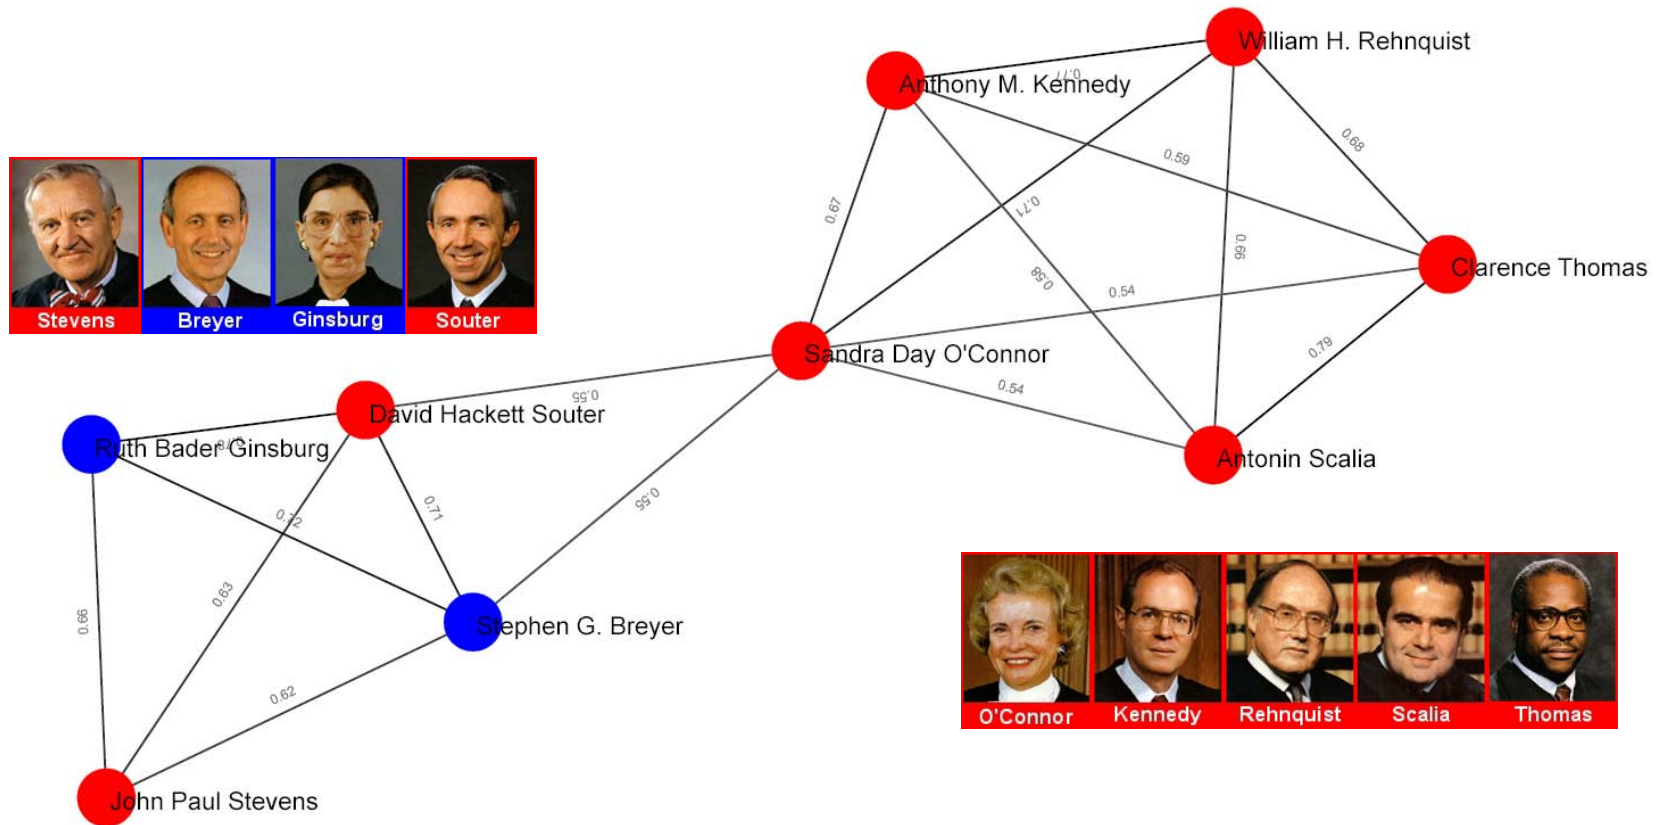 William H. Rehnquist
Anthony M. Kennedy
0.77
0.68
0.59
0.67
0.71
0.66
0.58
Clarence Thomas
0.54
Sandra Day O'Connor
0.79
0.54
Antonin Scalia
Stevens
Breyer
Ginsburg
Souter
0.55
David Hackett Souter
Ruth Bader Ginsburg
0.78
0.55
0.71
0.72
0.63
0.66
Stephen G. Breyer
0.62
John Paul Stevens
O'Connor
Kennedy
Rehnquist
Scalia
Thomas